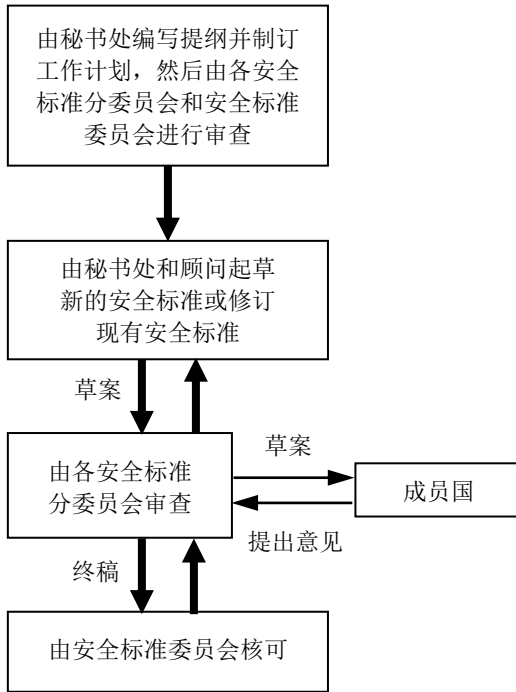 由秘书处编写提纲并制订
工作计划，然后由各安全
标准分委员会和安全标准
委员会进行审查
由秘书处和顾问起草
新的安全标准或修订
现有安全标准
草案
由各安全标准
分委员会审查
草案
成员国
提出意见
终稿
由安全标准委员会核可